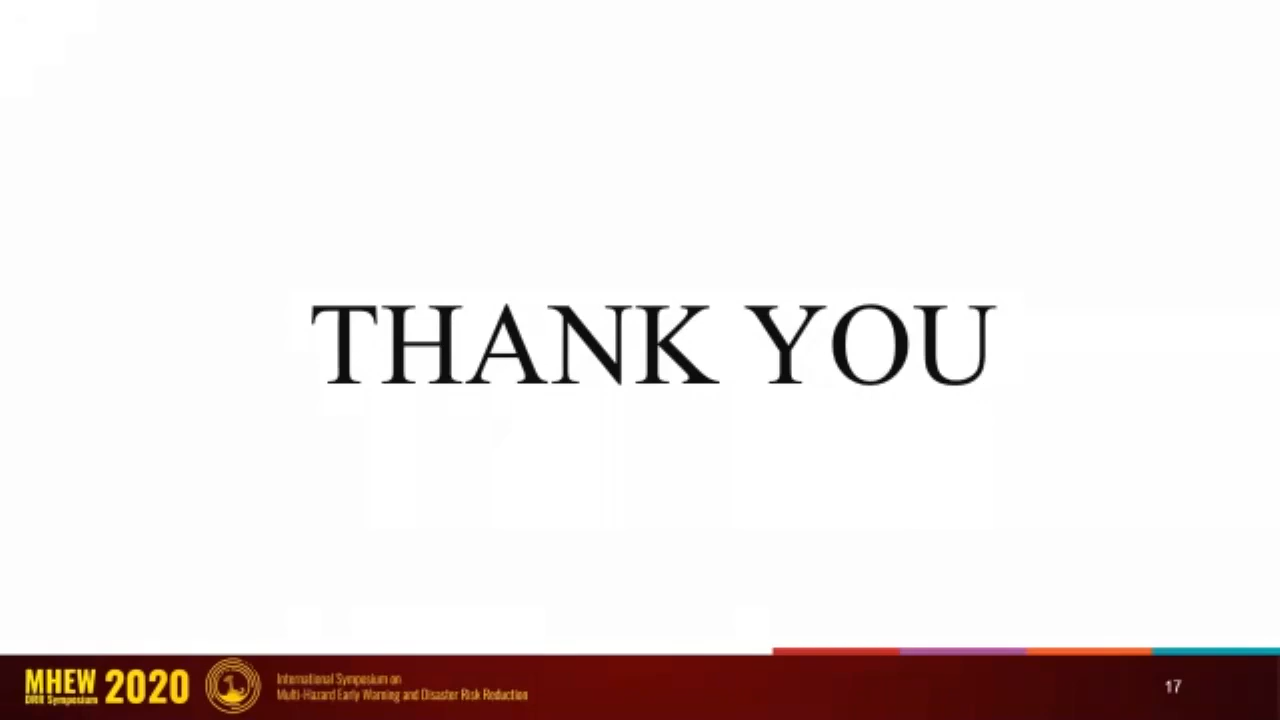 THANK YOU
MHEW 2020
DRR Symposium
International Symposium on
Multi-Hazard Early Warning and Disaster Risk Reduction
17